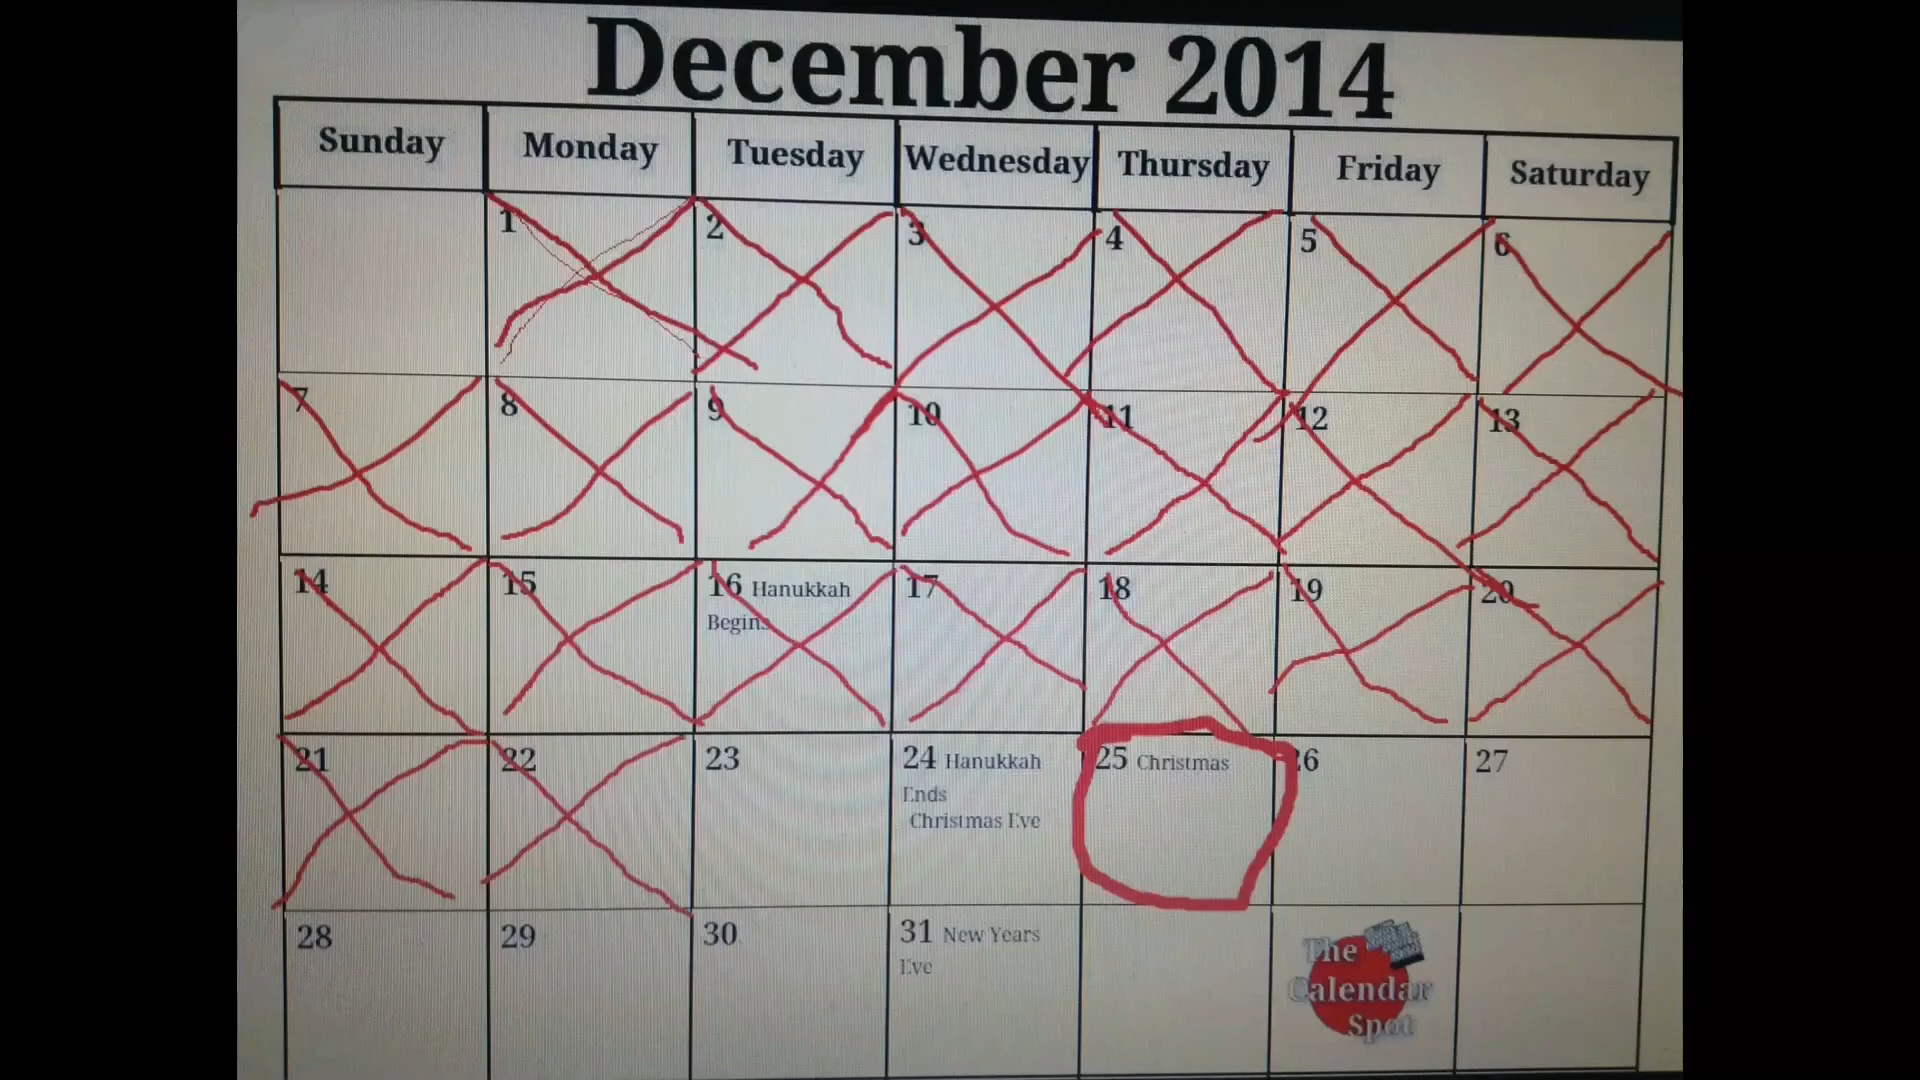 December 2014
Sunday Monday Tuesday Wednesday Thursday Friday Saturday
1 2 3 4 5 6
7 8 9 10 11 12 13
14 15 16 Hanukkah 17 18 19 20
Begins
21 22 23 24 Hanukkah 25 Christmas 26 27
Ends
Christmas Eve
28 29 30 31 New Years
Eve
The
Calendar
Spot